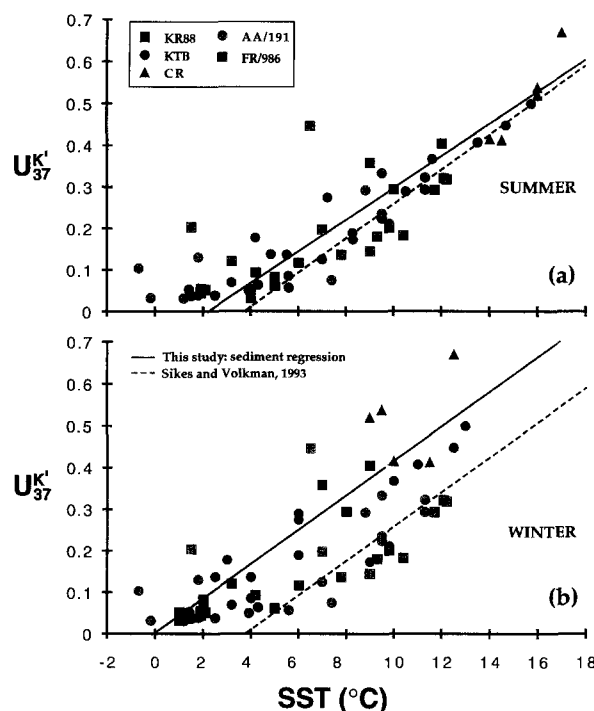 0.7
0.6
0.5
0.4
0.3
0.2
0.1
0
U37K'
KR88
KTB
CR
AA/191
FR/986
SUMMER
(a)
0.7
0.6
0.5
0.4
0.3
0.2
0.1
0
U37K'
This study: sediment regression
Sikes and Volkman, 1993
WINTER
(b)
-2 0 2 4 6 8 10 12 14 16 18
SST (°C)